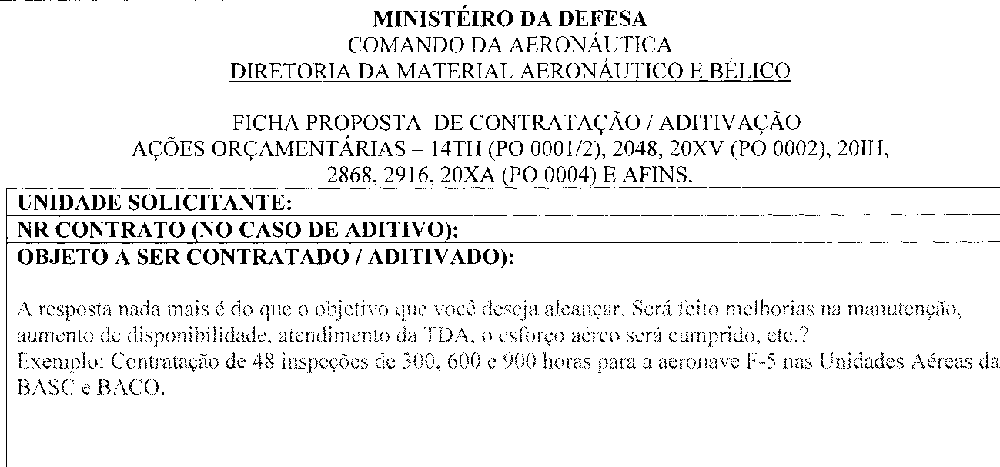 MINISTÉIRO DA DEFESA
COMANDO DA AERONÁUTICA
DIRETORIA DA MATERIAL AERONÁUTICO E BÉLICO
FICHA PROPOSTA DE CONTRATAÇÃO / ADITIVAÇÃO
AÇÕES ORÇAMENTÁRIAS – 14TH (PO 0001/2), 2048, 20XV (PO 0002), 20IH,
2868, 2916, 20XA (PO 0004) E AFINS.
UNIDADE SOLICITANTE:
NR CONTRATO (NO CASO DE ADITIVO):
OBJETO A SER CONTRATADO / ADITIVADO):
A resposta nada mais é do que o objetivo que você deseja alcançar. Será feito melhorias na manutenção,
aumento de disponibilidade, atendimento da TDA, o esforço aéreo será cumprido, etc.?
Exemplo: Contratação de 48 inspeções de 300, 600 e 900 horas para a aeronave F-5 nas Unidades Aéreas da
BASC e BACO.